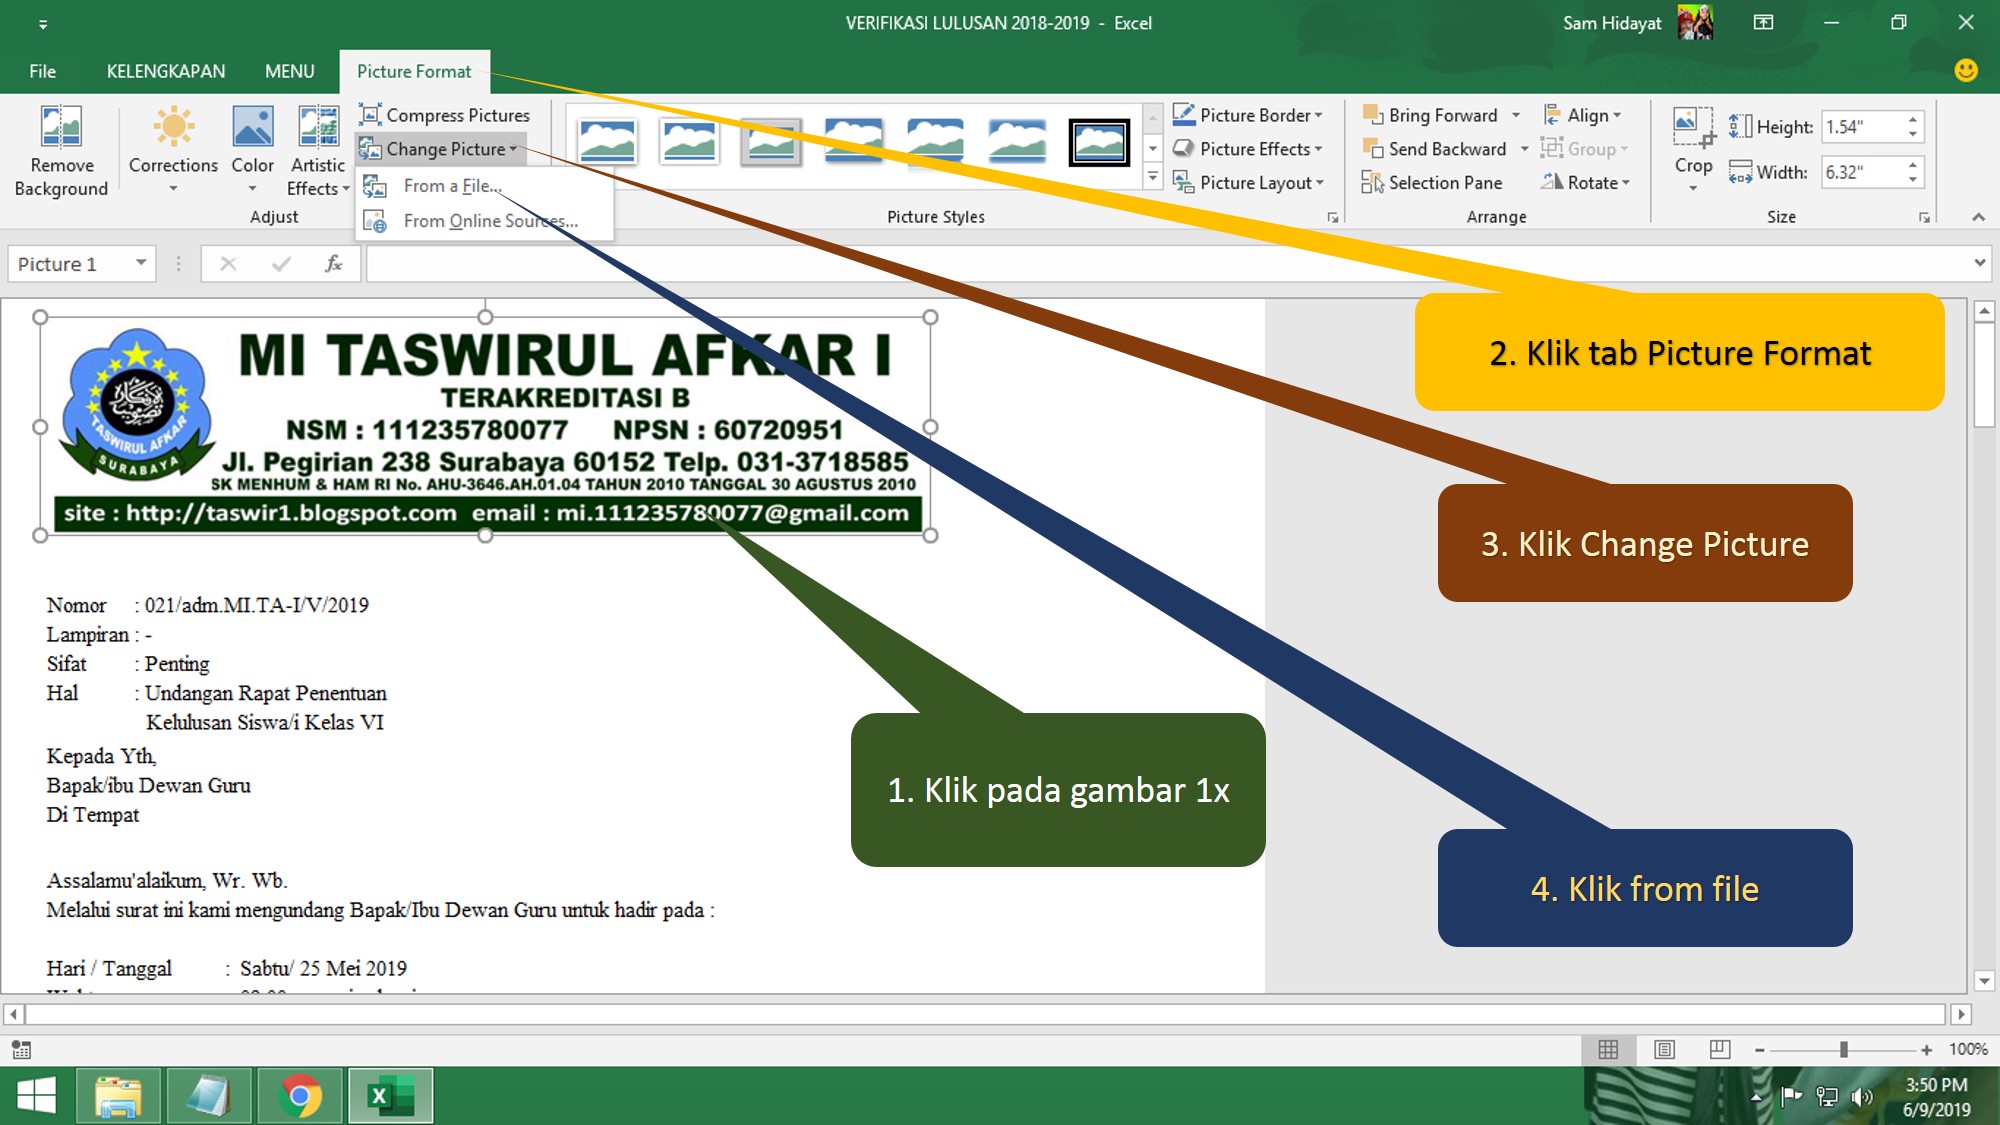 VERIFIKASI LULUSAN 2018-2019 - Excel
Sam Hidayat
File KELENGKAPAN MENU Picture Format
Remove Background
Corrections
Color
Artistic Effects
Compress Pictures
Change Picture
From a File...
From Online Sources...
Adjust
Picture Styles
Picture Border
Picture Effects
Picture Layout
Bring Forward
Send Backward
Selection Pane
Align
Group
Rotate
Arrange
Crop
Height: 1.54"
Width: 6.32"
Size
Picture 1
fx
MI TASWIRUL AFKAR I
TERAKREDITASI B
NSM : 111235780077 NPSN : 60720951
Jl. Pegirian 238 Surabaya 60152 Telp. 031-3718585
SK MENHUM & HAM RI No. AHU-3646.AH.01.04 TAHUN 2010 TANGGAL 30 AGUSTUS 2010
site : http://taswir1.blogspot.com email : mi.111235780077@gmail.com
TASWIRUL AFKAR
SURABAYA
Nomor : 021/adm.MI.TA-I/V/2019
Lampiran : -
Sifat : Penting
Hal : Undangan Rapat Penentuan
Kelulusan Siswa/i Kelas VI
Kepada Yth,
Bapak/ibu Dewan Guru
Di Tempat
Assalamu'alaikum, Wr. Wb.
Melalui surat ini kami mengundang Bapak/Ibu Dewan Guru untuk hadir pada :
Hari / Tanggal : Sabtu/ 25 Mei 2019
2. Klik tab Picture Format
3. Klik Change Picture
1. Klik pada gambar 1x
4. Klik from file
100%
3:50 PM
6/9/2019